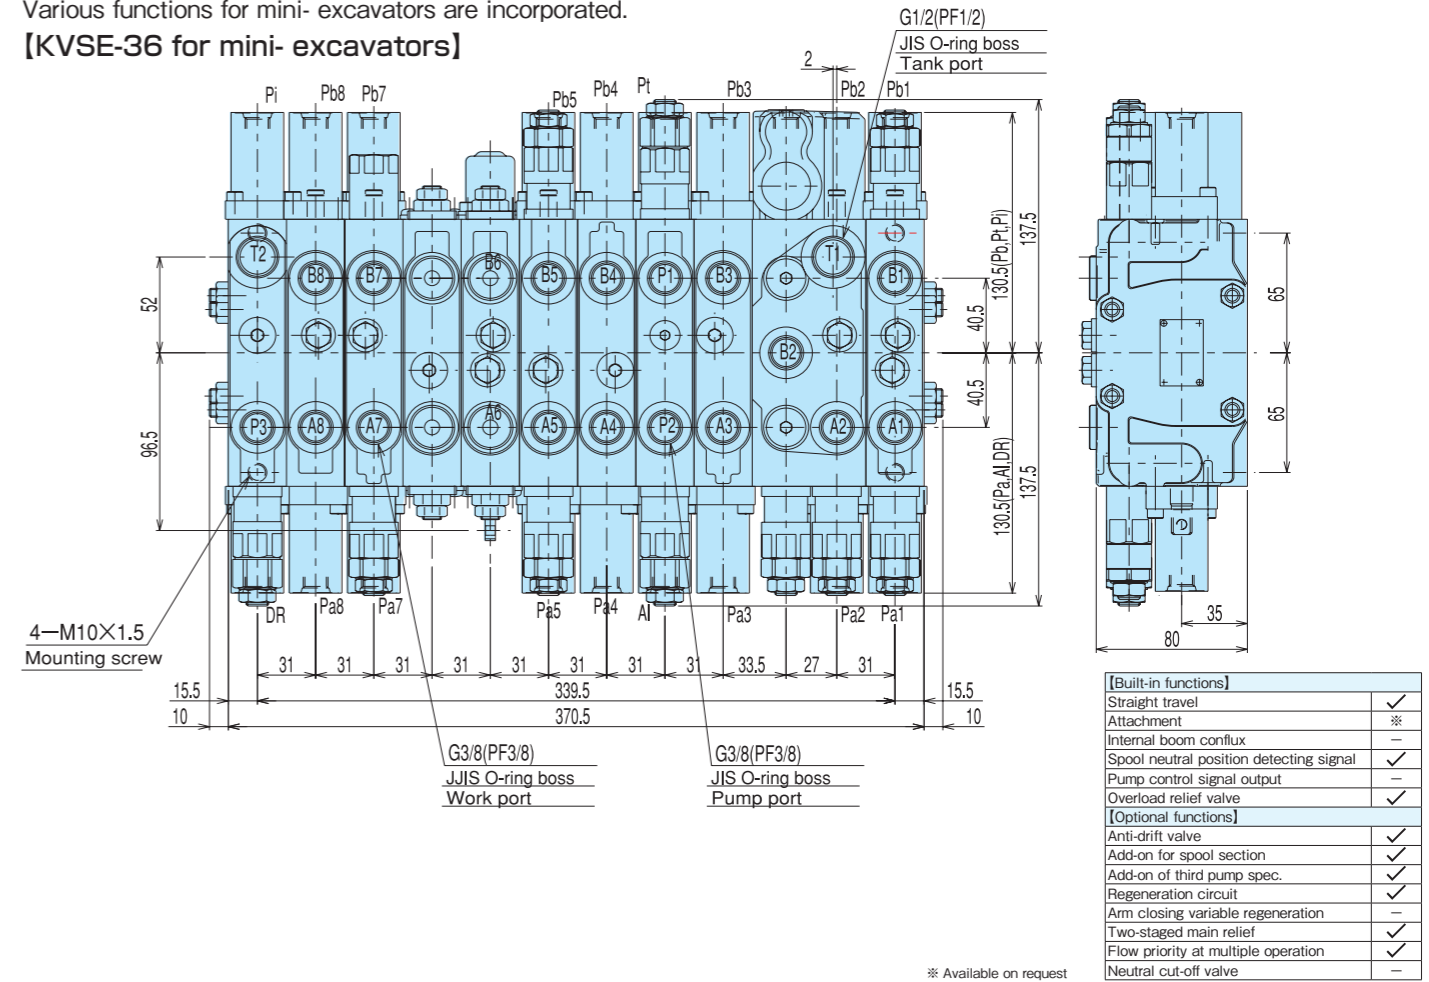 Various functions for mini- excavators are incorporated.
【KVSE-36 for mini- excavators】
G1/2(PF1/2)
JIS O-ring boss
Tank port
2
Pi
Pb8
Pb7
Pb5
Pb4
Pt
Pb3
Pb2
Pb1
T2
B8
B7
B6
B5
B4
P1
B3
T1
B1
B2
P3
A8
A7
A6
A5
A4
P2
A3
A2
A1
52
96.5
40.5
40.5
130.5(Pb,Pt,Pi)
137.5
130.5(Pa,AI,DR)
137.5
65
65
35
80
DR
Pa8
Pa7
Pa5
Pa4
AI
Pa3
Pa2
Pa1
4—M10×1.5
Mounting screw
31
31
31
31
31
31
31
31
33.5
27
31
15.5
339.5
15.5
10
370.5
10
G3/8(PF3/8)
JJIS O-ring boss
Work port
G3/8(PF3/8)
JIS O-ring boss
Pump port
【Built-in functions】
Straight travel ✓
Attachment ※
Internal boom conflux －
Spool neutral position detecting signal ✓
Pump control signal output －
Overload relief valve ✓
【Optional functions】
Anti-drift valve ✓
Add-on for spool section ✓
Add-on of third pump spec. ✓
Regeneration circuit ✓
Arm closing variable regeneration －
Two-staged main relief ✓
Flow priority at multiple operation ✓
Neutral cut-off valve －
※ Available on request